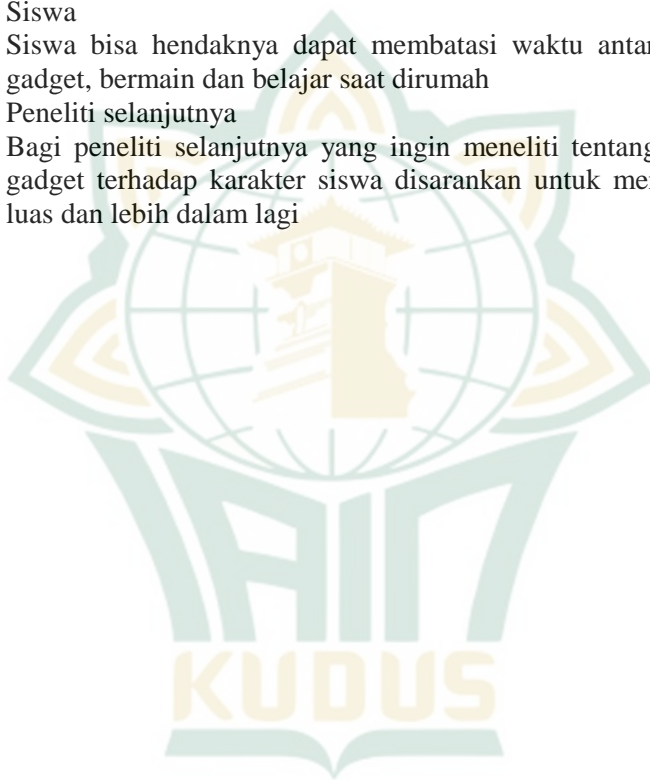 Siswa
Siswa bisa hendaknya dapat membatasi waktu antar
gadget, bermain dan belajar saat dirumah
Peneliti selanjutnya
Bagi peneliti selanjutnya yang ingin meneliti tentang
gadget terhadap karakter siswa disarankan untuk
luas dan lebih dalam lagi
IAIN
KUDUS